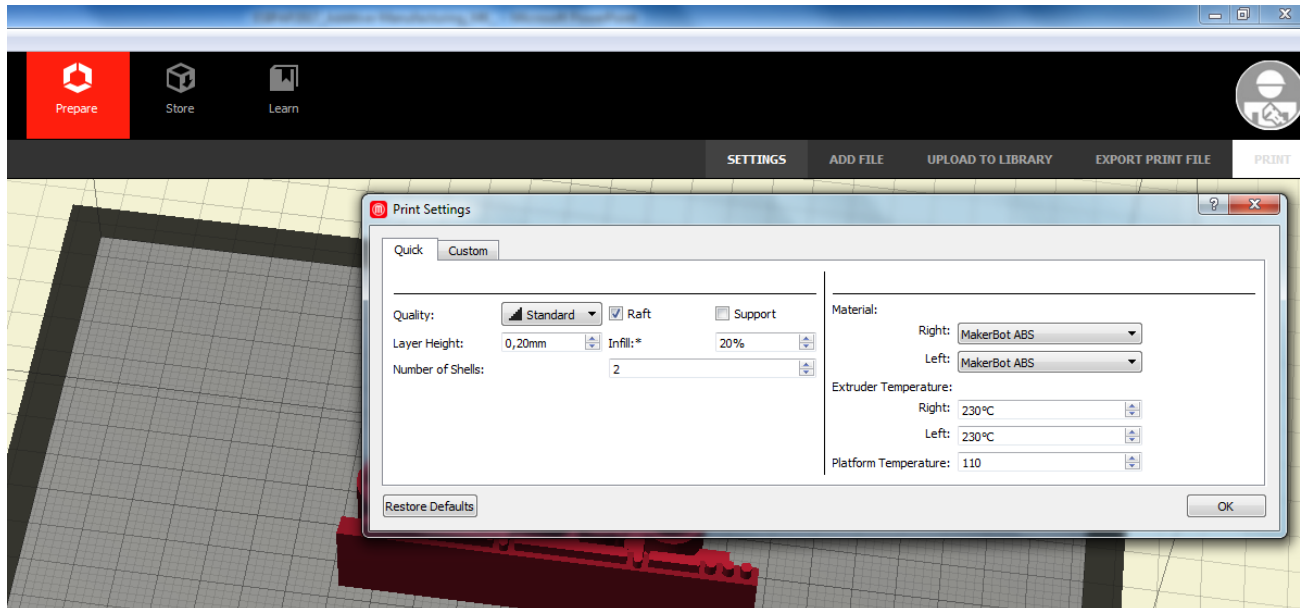 Prepare
Store
Learn
SETTINGS ADD FILE UPLOAD TO LIBRARY EXPORT PRINT FILE PRINT
Print Settings
Quick Custom
Quality: Standard Raft Support
Layer Height: 0,20mm Infill:* 20%
Number of Shells: 2
Material:
Right: MakerBot ABS
Left: MakerBot ABS
Extruder Temperature:
Right: 230°C
Left: 230°C
Platform Temperature: 110
Restore Defaults OK